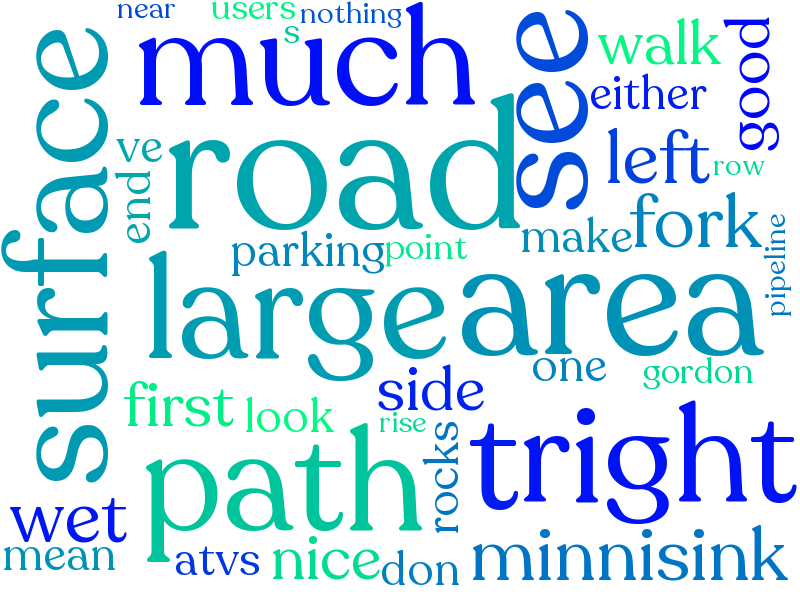 near
users
s
nothing
much
see
walk
good
either
surface
ve
road
left
row
end
fork
make
pipeline
parking
point
large
area
one
gordon
side
first
look
rise
rocks
path
tright
wet
mean
atvs
nice
don
minnisink